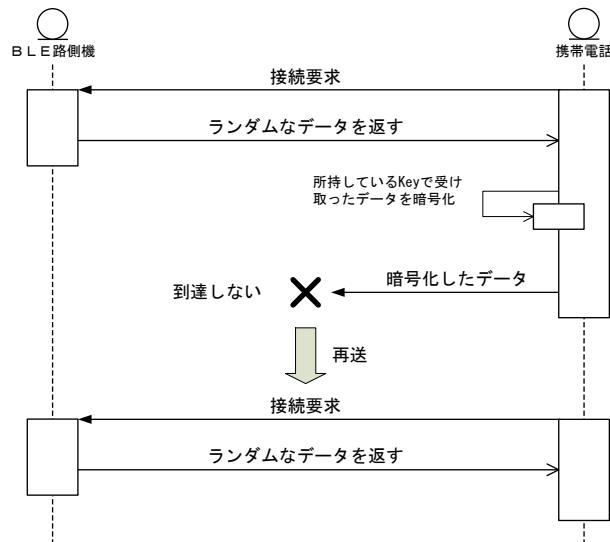 ＢＬＥ路側機
携帯電話
接続要求
ランダムなデータを返す
所持しているKeyで受け
取ったデータを暗号化
到達しない
暗号化したデータ
再送
接続要求
ランダムなデータを返す